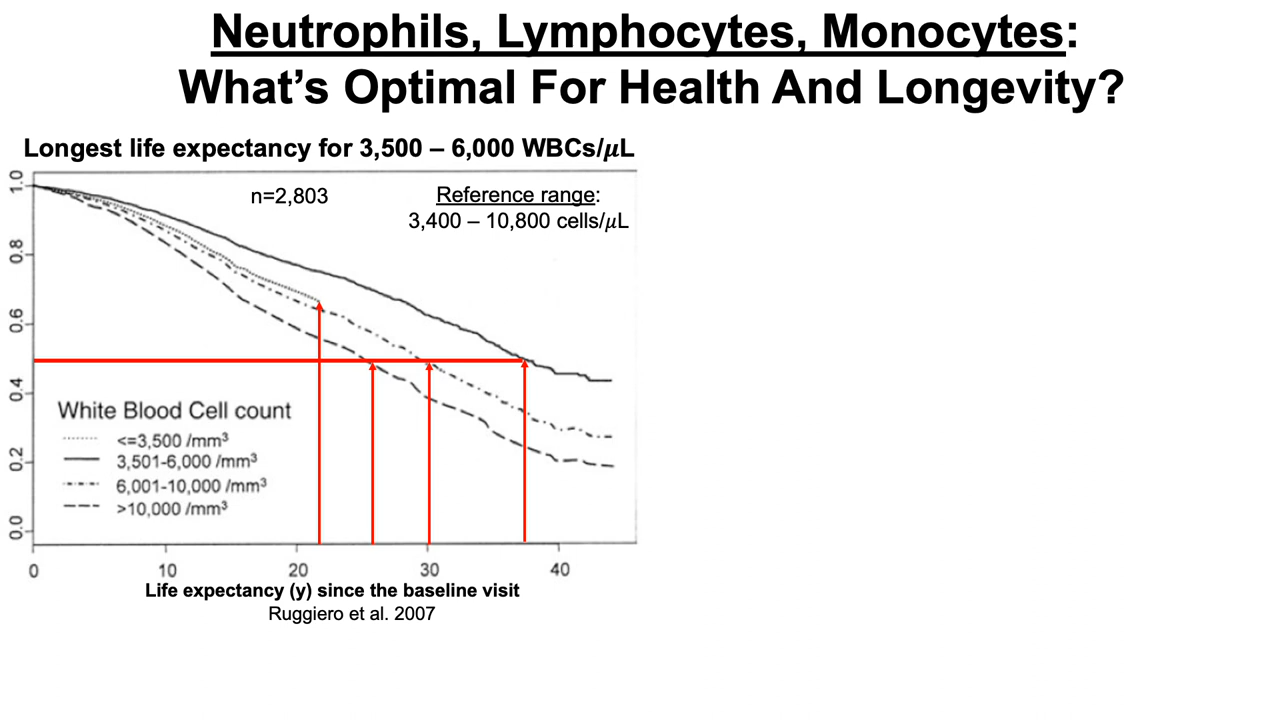 Neutrophils, Lymphocytes, Monocytes:
What's Optimal For Health And Longevity?
Longest life expectancy for 3,500 – 6,000 WBCs/μL
n=2,803
Reference range:
3,400 – 10,800 cells/μL
1.0
0.8
0.6
0.4
0.2
0.0
White Blood Cell count
<=3,500 /mm³
3,501-6,000 /mm³
6,001-10,000 /mm³
>10,000 /mm³
0 10 20 30 40
Life expectancy (y) since the baseline visit
Ruggiero et al. 2007